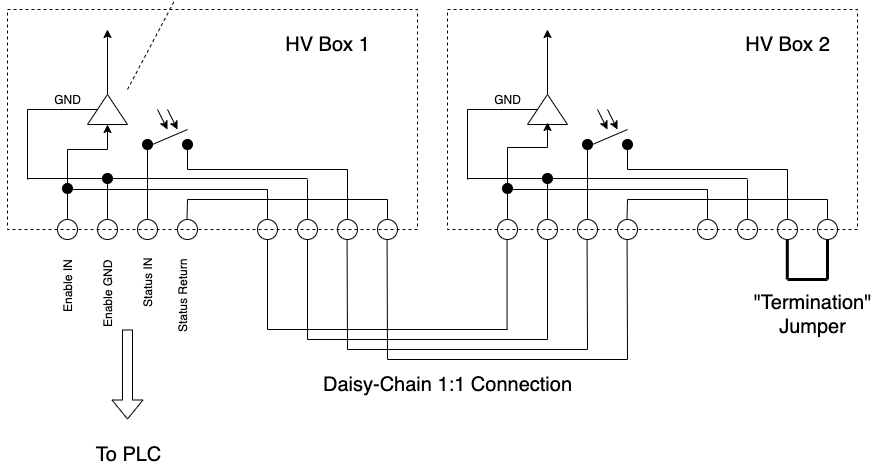 HV Box 1
HV Box 2
GND
GND
Enable IN
Enable GND
Status IN
Status Return
"Termination"
Jumper
Daisy-Chain 1:1 Connection
To PLC